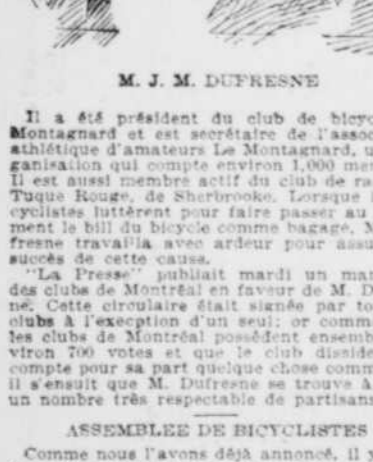 M. J. M. DUFRESNE
Il a été président du club de bicyc
Montagnard et est secrétaire de l'assoc
athlétique d'amateurs Le Montagnard, u
ganisation qui compte environ 1,000 mem
Il est aussi membre actif du club de ra
Tuque Rouge, de Sherbrooke. Lorsque
cyclistes luttèrent pour faire passer au
ment le bill du bicycle comme bagage, M
fresne travailla avec ardeur pour assu
succès de cette cause.
"La Presse" publiait mardi un man
des clubs de Montréal en faveur de M. D
ne. Cette circulaire était signée par to
clubs à l'exception d'un seul; or comm
les clubs de Montréal possèdent ensemb
viron 700 votes et que le club disside
compte pour sa part quelque chose comm
il s'ensuit que M. Dufresne se trouve à
un nombre très respectable de partisans
ASSEMBLEE DE BICYCLISTES
Comme nous l'avons déjà annoncé, il y